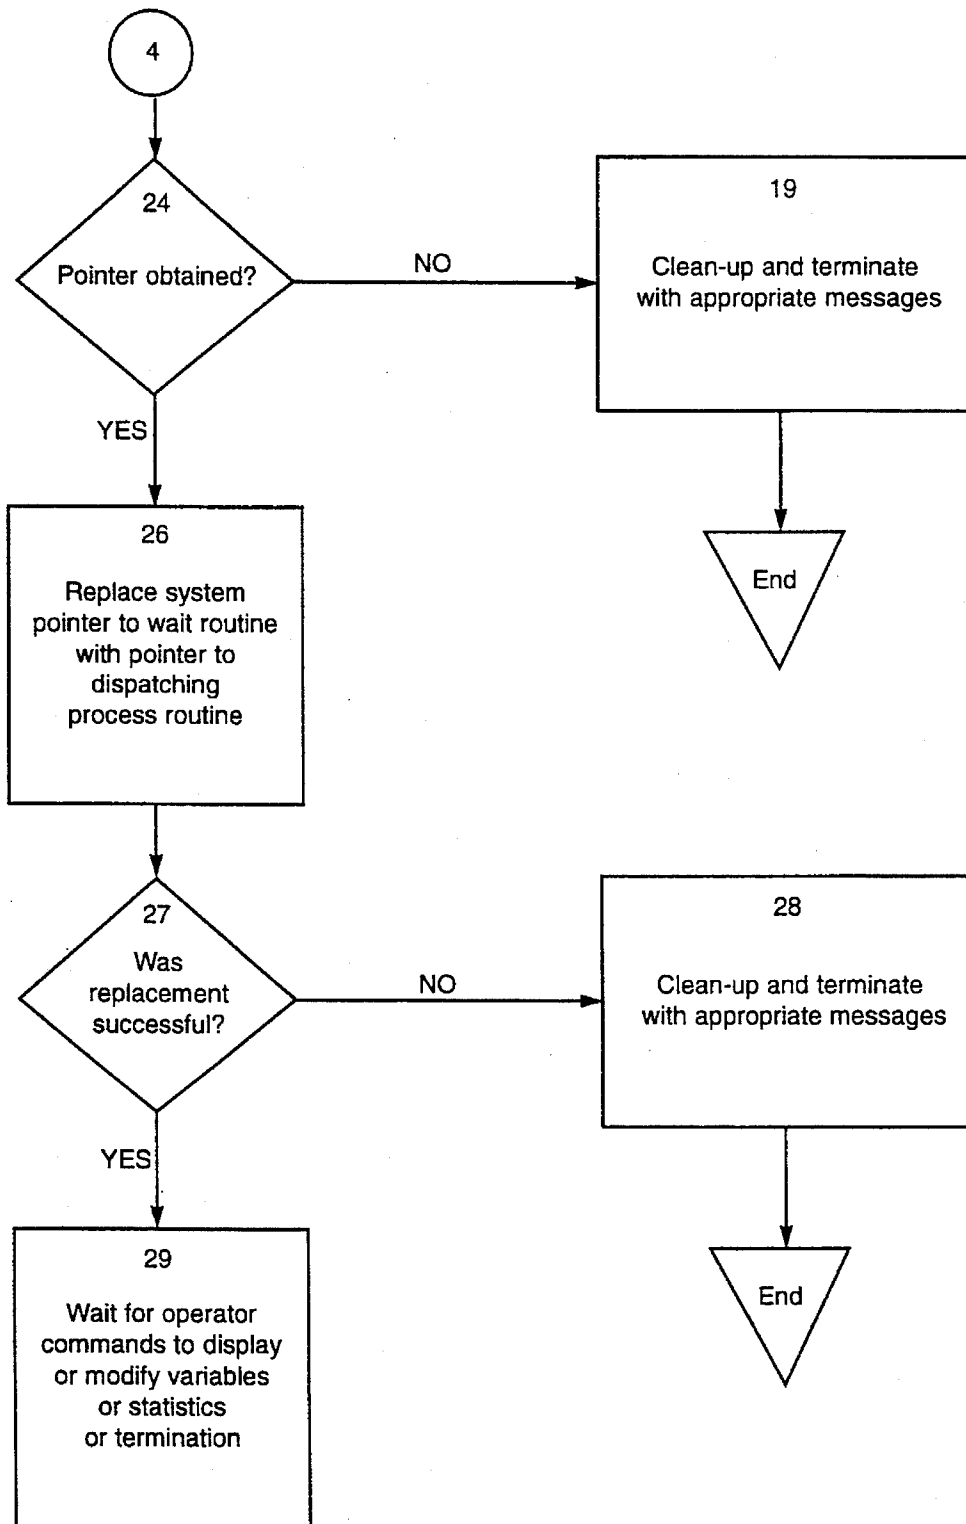 4
24
Pointer obtained?
NO
19
Clean-up and terminate
with appropriate messages
End
YES
26
Replace system
pointer to wait routine
with pointer to
dispatching
process routine
27
Was
replacement
successful?
NO
28
Clean-up and terminate
with appropriate messages
End
YES
29
Wait for operator
commands to display
or modify variables
or statistics
or termination